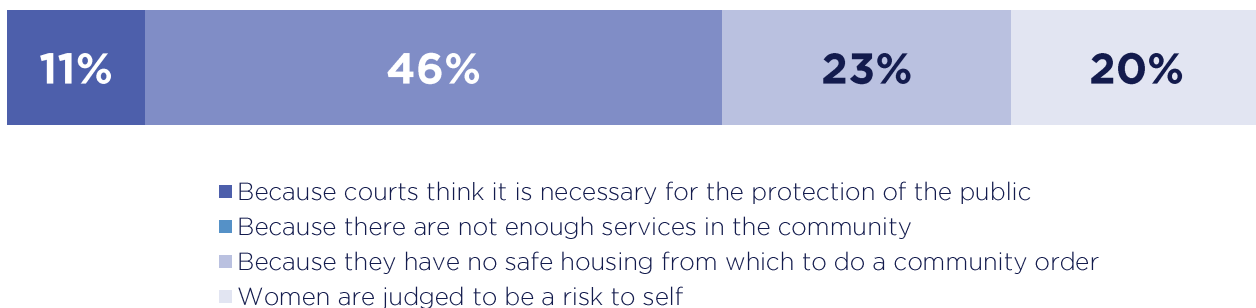 11% 46% 23% 20%
Because courts think it is necessary for the protection of the public
Because there are not enough services in the community
Because they have no safe housing from which to do a community order
Women are judged to be a risk to self